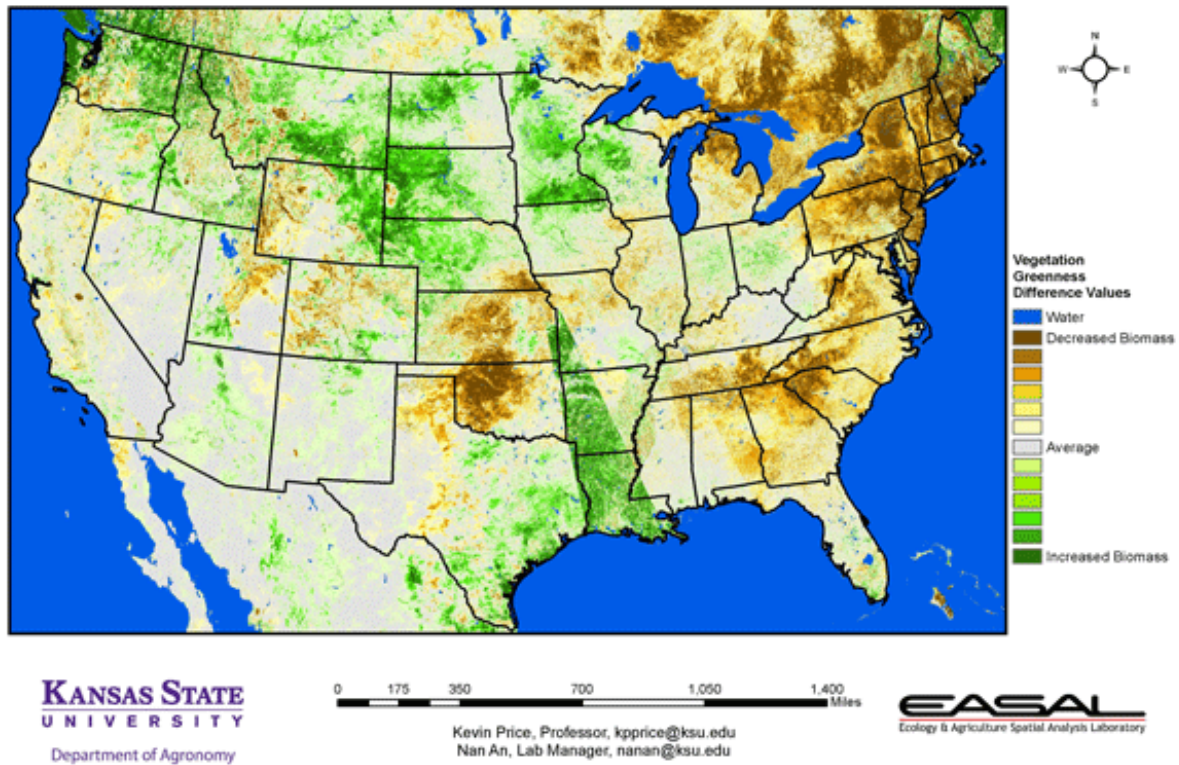 N
W E
S
Vegetation
Greenness
Difference Values
Water
Decreased Biomass
Average
Increased Biomass
KANSAS STATE
UNIVERSITY
Department of Agronomy
0 175 350 700 1,050 1,400
Miles
Kevin Price, Professor, kpprice@ksu.edu
Nan An, Lab Manager, nanan@ksu.edu
EASAL
Ecology & Agriculture Spatial Analysis Laboratory